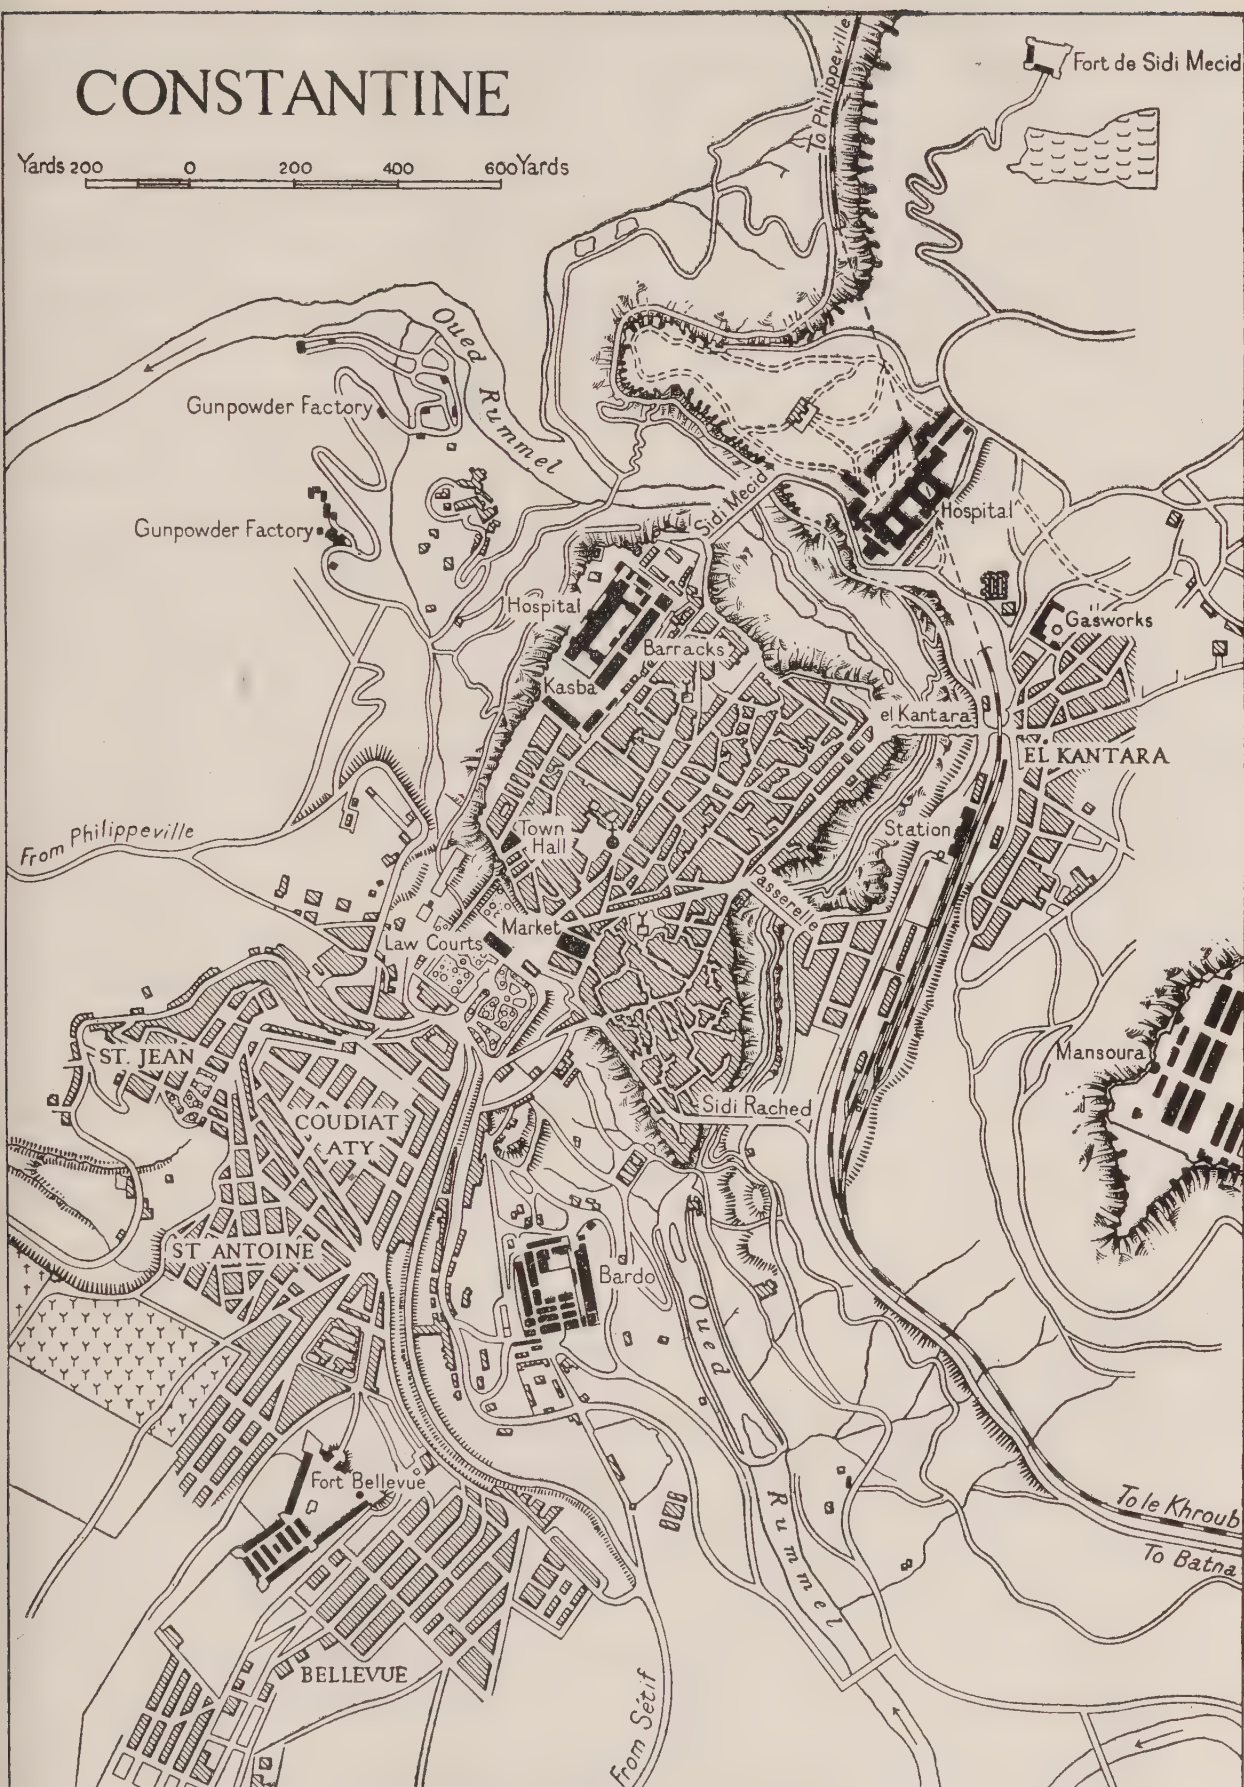 CONSTANTINE
Yards 200 0 200 400 600 Yards
To Philippeville
Fort de Sidi Mecid
Oued Rummel
Gunpowder Factory
Gunpowder Factory
Sidi Mecid
Hospital
Hospital
Barracks
Kasba
Gasworks
el Kantara
EL KANTARA
From Philippeville
Town
Hall
Station
Passerelle
Market
Law Courts
ST. JEAN
Mansoura
COUDIAT
ATY
Sidi Rached
ST ANTOINE
Bardo
Oued Rummel
Fort Bellevue
To le Khroub
To Batna
BELLEVUE
From Sétif